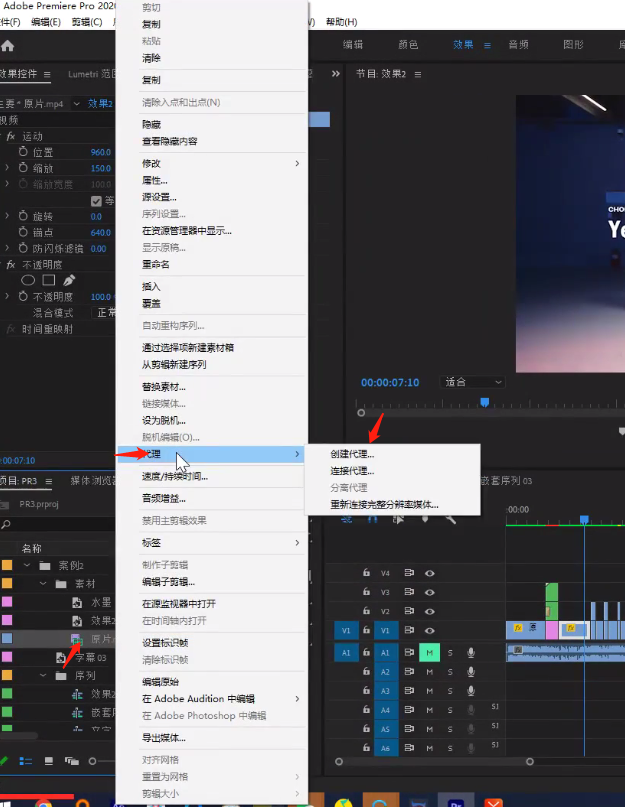 Adobe Premiere Pro 2020
件(F) 编辑(E) 剪辑(C)
帮助(H)
编辑 颜色 效果 音频 图形
效果控件 Lumetri 范围
节目: 效果2
主要 * 原片.mp4 效果2
视频
fx 运动
位置 960.0
缩放 150.0
缩放宽度 100.0
等
旋转 0.0
锚点 640.0
防闪烁滤镜 0.00
fx 不透明度
不透明度 100.0
混合模式 正常
fx 时间重映射
00:00:07:10
剪切
复制
粘贴
清除
复制
清除入点和出点(N)
隐藏
查看隐藏内容
修改
属性...
源设置...
序列设置...
在资源管理器中显示...
显示原稿...
重命名
插入
覆盖
自动重构序列...
通过选择项新建素材箱
从剪辑新建序列
替换素材...
链接媒体...
设为脱机...
脱机编辑(O)...
代理
速度/持续时间...
音频增益...
禁用主剪辑效果
标签
制作子剪辑
编辑子剪辑...
在源监视器中打开
在时间轴内打开
设置标识帧
清除标识帧
编辑原始
在 Adobe Audition 中编辑
在 Adobe Photoshop 中编辑
导出媒体...
对齐网格
重置为网格
剪辑大小
创建代理...
连接代理...
分离代理
重新连接完整分辨率媒体...
CHO
Ye
00:00:07:10 适合
项目: PR3 媒体浏览器
PR3.prproj
名称
案例2
素材
水墨
效果2
原片
字幕 03
序列
效果2
嵌套序
嵌套序列 03
:00:00
V4
V3
V2
V1 V1
A1 A1 M S
A2 M S
A3 M S
A4 M S
A5 M S
A6 M S
fx 源
fx